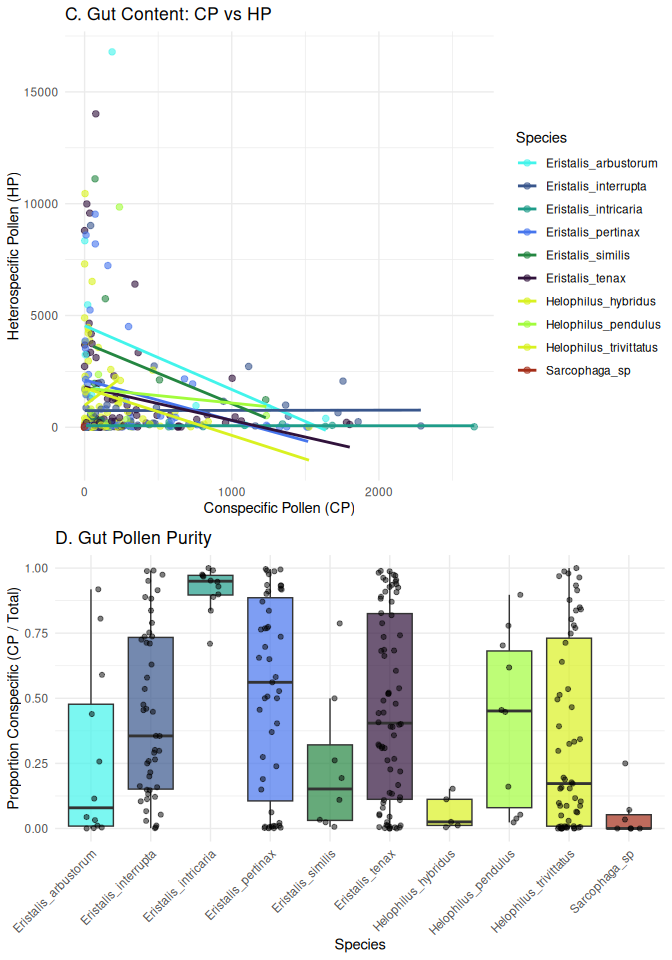 C. Gut Content: CP vs HP
Heterospecific Pollen (HP)
15000
10000
5000
0
0
1000
2000
Conspecific Pollen (CP)
Species
Eristalis_arbustorum
Eristalis_interrupta
Eristalis_intricaria
Eristalis_pertinax
Eristalis_similis
Eristalis_tenax
Helophilus_hybridus
Helophilus_pendulus
Helophilus_trivittatus
Sarcophaga_sp
D. Gut Pollen Purity
Proportion Conspecific (CP / Total)
1.00
0.75
0.50
0.25
0.00
Eristalis_arbustorum
Eristalis_interrupta
Eristalis_intricaria
Eristalis_pertinax
Eristalis_similis
Eristalis_tenax
Helophilus_hybridus
Helophilus_pendulus
Helophilus_trivittatus
Sarcophaga_sp
Species